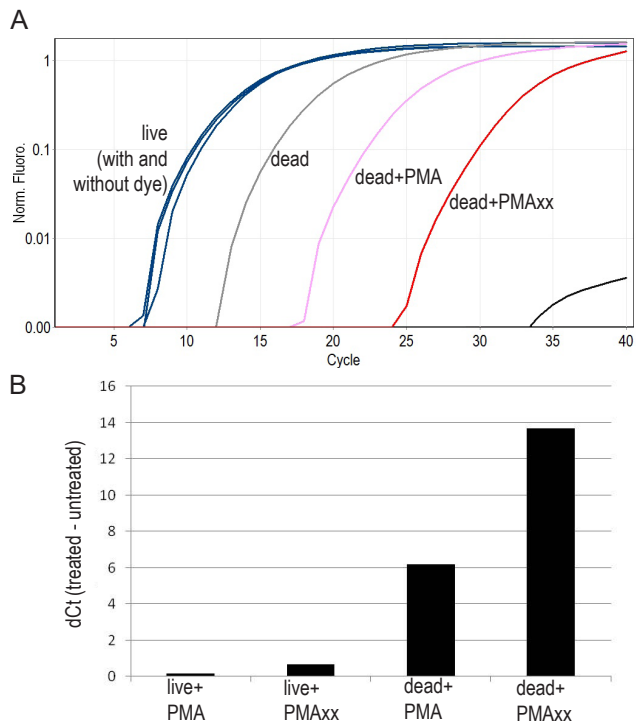 A
Norm. Fluoro.
1
0.1
0.01
0.00
live
(with and
without dye)
dead
dead+PMA
dead+PMAxx
5
10
15
20
25
30
35
40
Cycle
B
dCt (treated - untreated)
16
14
12
10
8
6
4
2
0
live+
PMA
live+
PMAxx
dead+
PMA
dead+
PMAxx